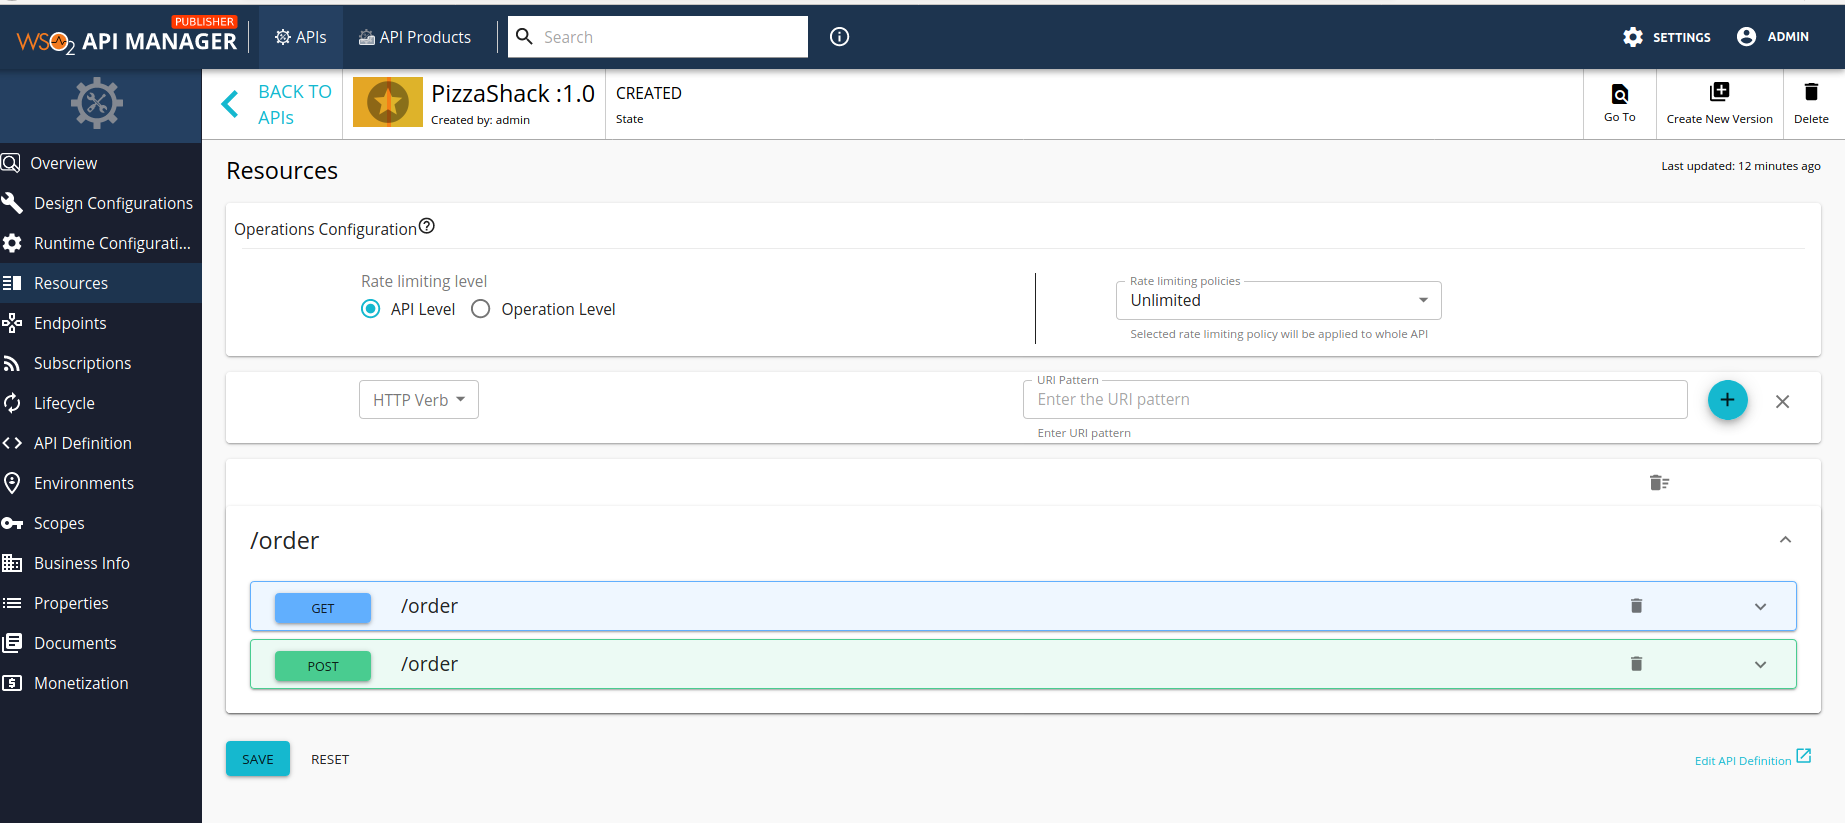 PUBLISHER
WSO2 API MANAGER
APIs
API Products
Search
SETTINGS
ADMIN
BACK TO
APIs
PizzaShack :1.0
Created by: admin
CREATED
State
Go To
Create New Version
Delete
Overview
Design Configurations
Runtime Configurati...
Resources
Endpoints
Subscriptions
Lifecycle
API Definition
Environments
Scopes
Business Info
Properties
Documents
Monetization
Resources
Last updated: 12 minutes ago
Operations Configuration
Rate limiting level
API Level
Operation Level
Rate limiting policies
Unlimited
Selected rate limiting policy will be applied to whole API
HTTP Verb
URI Pattern
Enter the URI pattern
Enter URI pattern
/order
GET /order
POST /order
SAVE
RESET
Edit API Definition